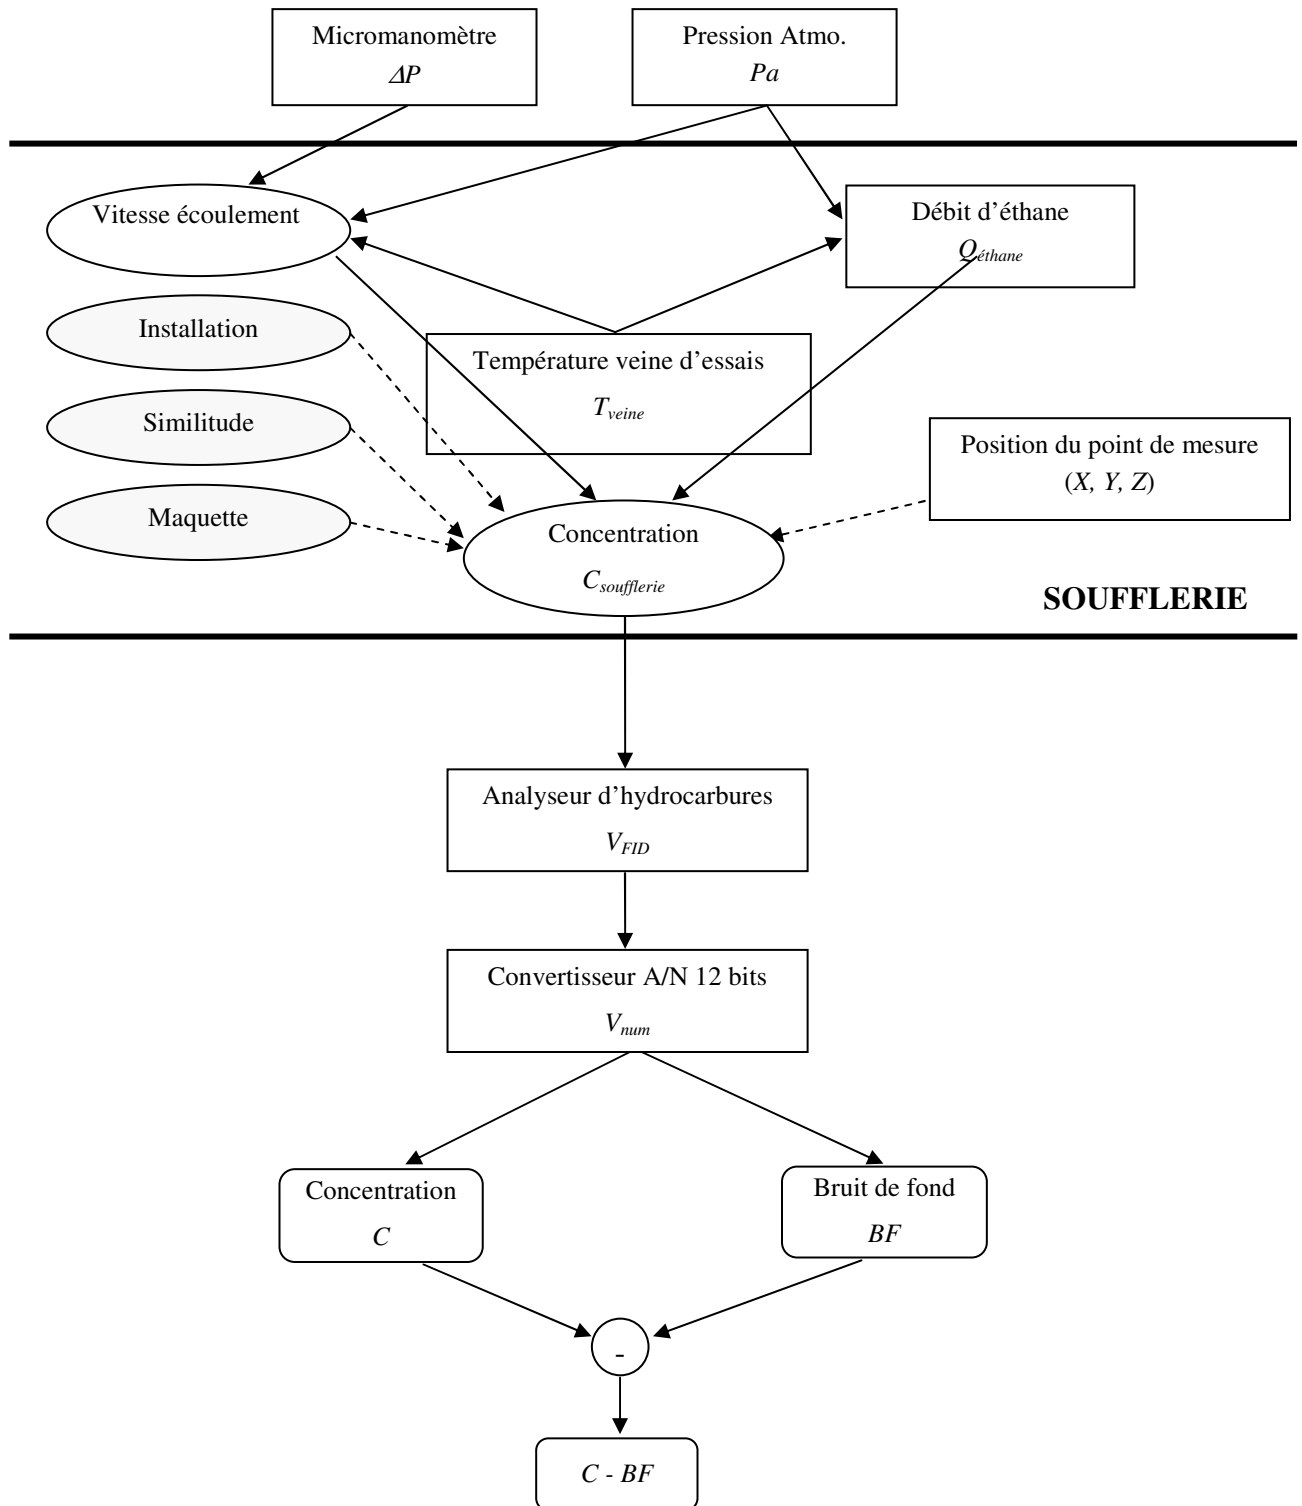 Micromanomètre
ΔP
Pression Atmo.
Pa
Vitesse écoulement
Débit d'éthane
Qéthane
Installation
Température veine d'essais
Tveine
Similitude
Position du point de mesure
(X, Y, Z)
Maquette
Concentration
Csoufflerie
SOUFFLERIE
Analyseur d'hydrocarbures
VFID
Convertisseur A/N 12 bits
Vnum
Concentration
C
Bruit de fond
BF
-
C - BF